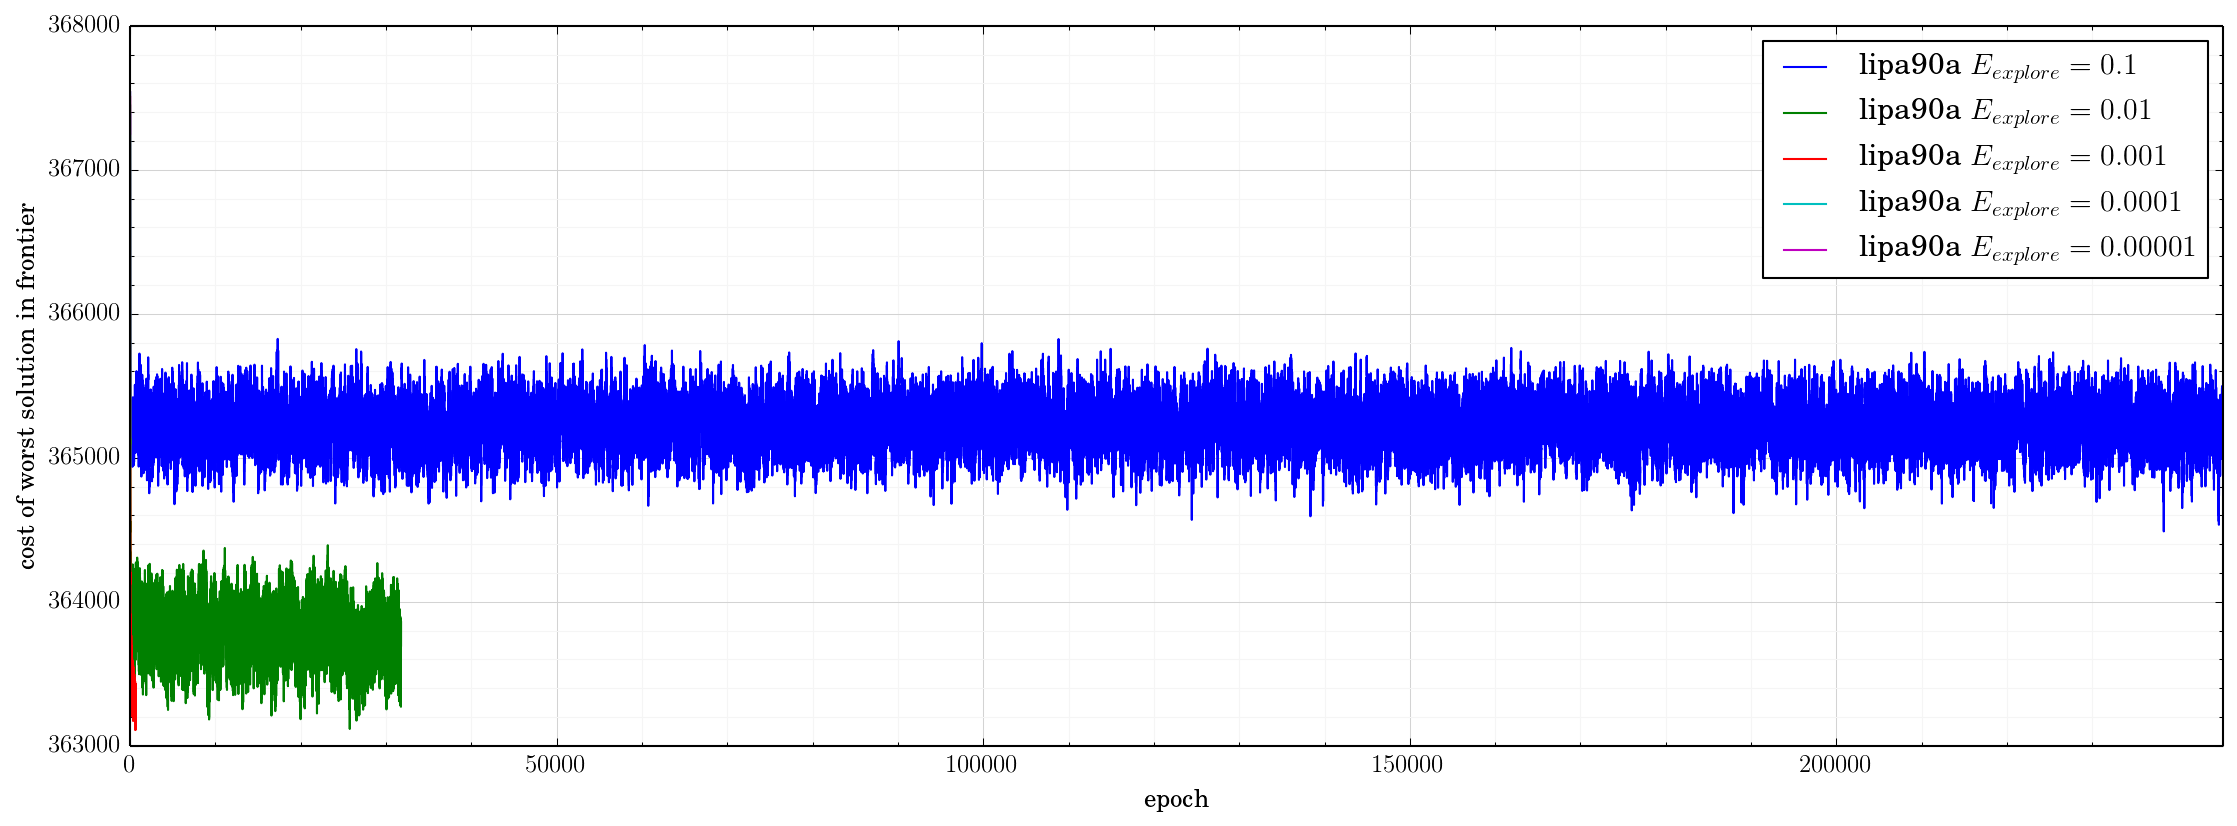 368000
367000
366000
365000
364000
363000
cost of worst solution in frontier
0
50000
100000
150000
200000
epoch
lipa90a E_explore = 0.1
lipa90a E_explore = 0.01
lipa90a E_explore = 0.001
lipa90a E_explore = 0.0001
lipa90a E_explore = 0.00001